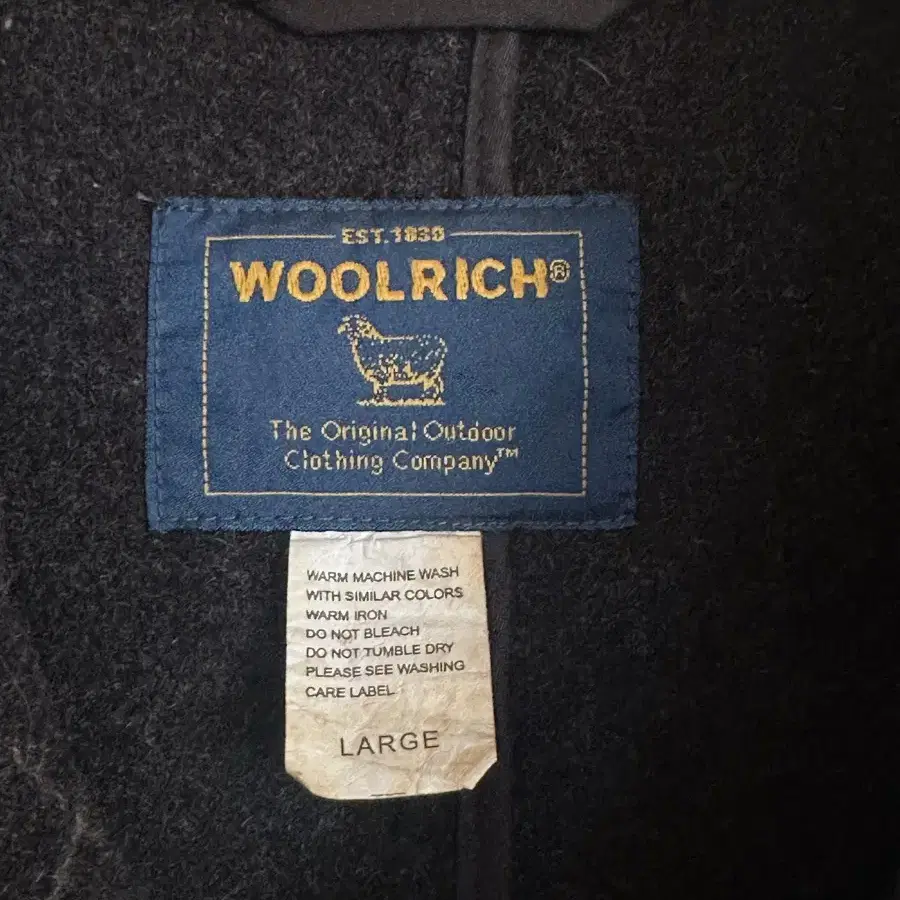 EST. 1830
WOOLRICH®
The Original Outdoor
Clothing Company™
WARM MACHINE WASH
WITH SIMILAR COLORS
WARM IRON
DO NOT BLEACH
DO NOT TUMBLE DRY
PLEASE SEE WASHING
CARE LABEL
LARGE